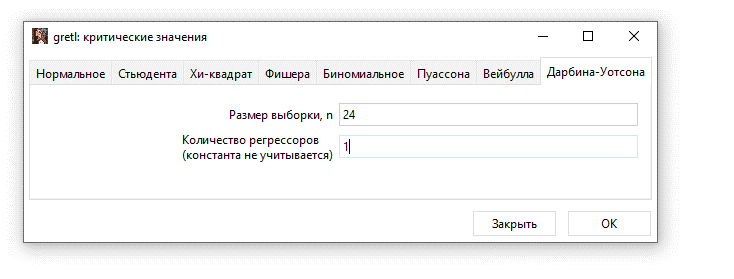 gretl: критические значения
Нормальное Стьюдента Хи-квадрат Фишера Биномиальное Пуассона Вейбулла Дарбина-Уотсона
Размер выборки, n 24
Количество регрессоров
(константа не учитывается) 1
Закрыть ОК